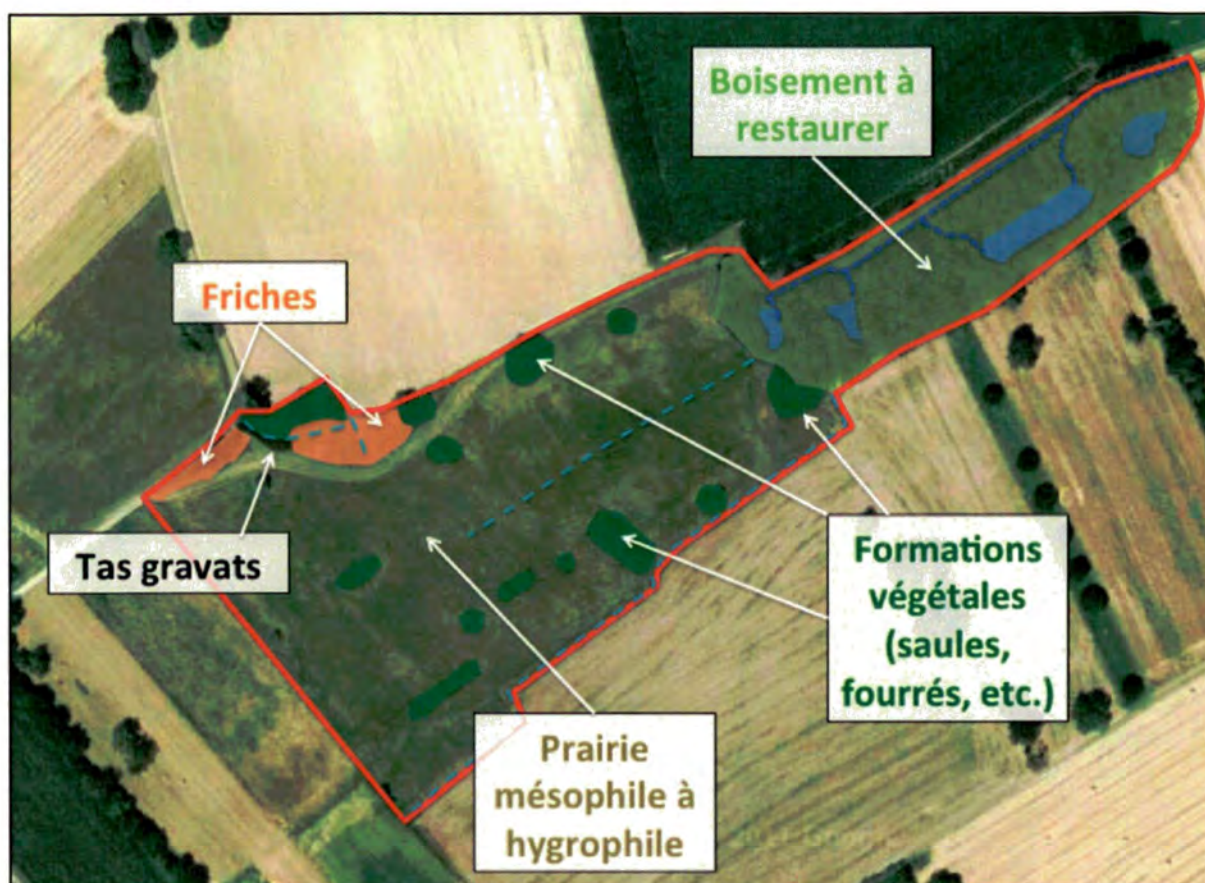 Boisement à
restaurer
Friches
Tas gravats
Formations
végétales
(saules,
fourrés, etc.)
Prairie
mésophile à
hygrophile